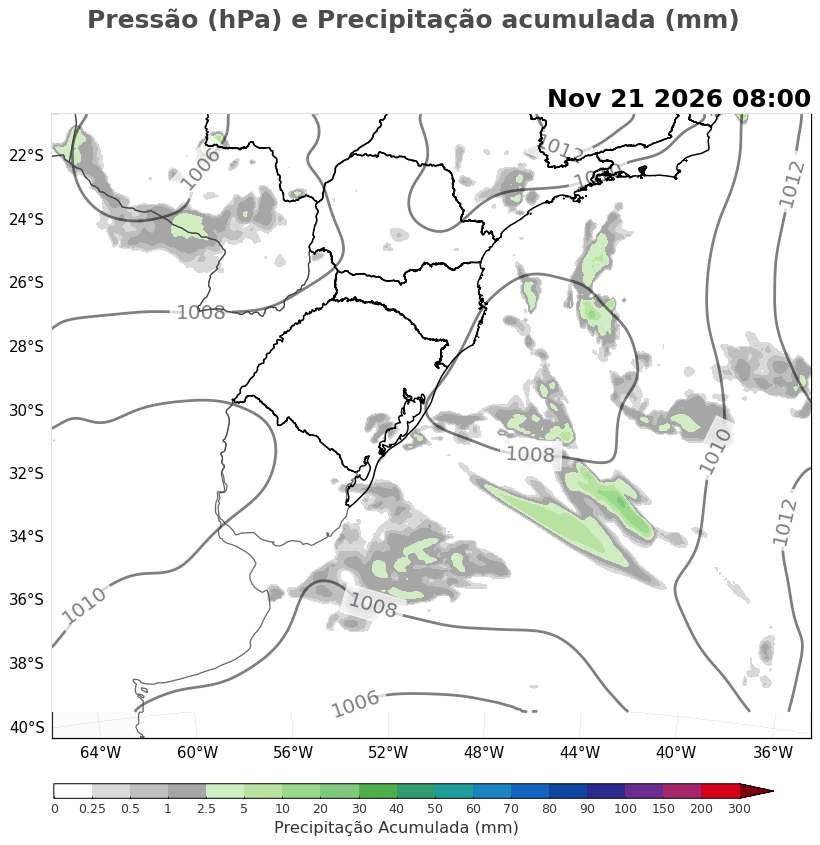 Pressão (hPa) e Precipitação acumulada (mm)
Nov 21 2026 08:00
1012
1006
1012
22°S
24°S
26°S
1008
28°S
30°S
1008
1010
32°S
1012
34°S
1010
1008
36°S
38°S
1006
40°S
64°W 60°W 56°W 52°W 48°W 44°W 40°W 36°W
0 0.25 0.5 1 2.5 5 10 20 30 40 50 60 70 80 90 100 150 200 300
Precipitação Acumulada (mm)